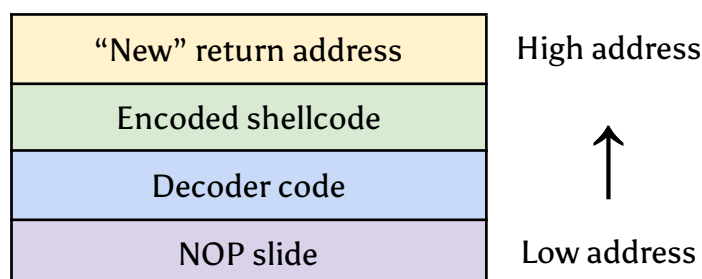 “New” return address
High address
Encoded shellcode
Decoder code
NOP slide
Low address